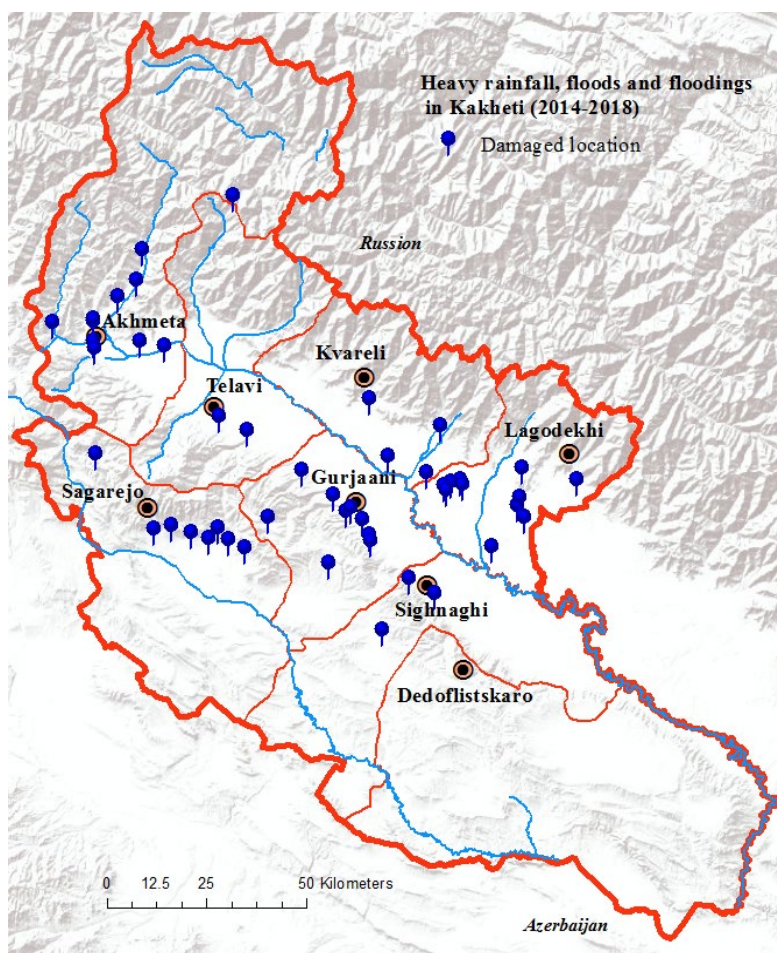 Heavy rainfall, floods and floodings
in Kakheti (2014-2018)
Damaged location
Russion
Akhmeta
Kvareli
Telavi
Lagodekhi
Gurjaani
Sagarejo
Sighnaghi
Dedoflistskaro
0 12.5 25 50 Kilometers
Azerbaijan